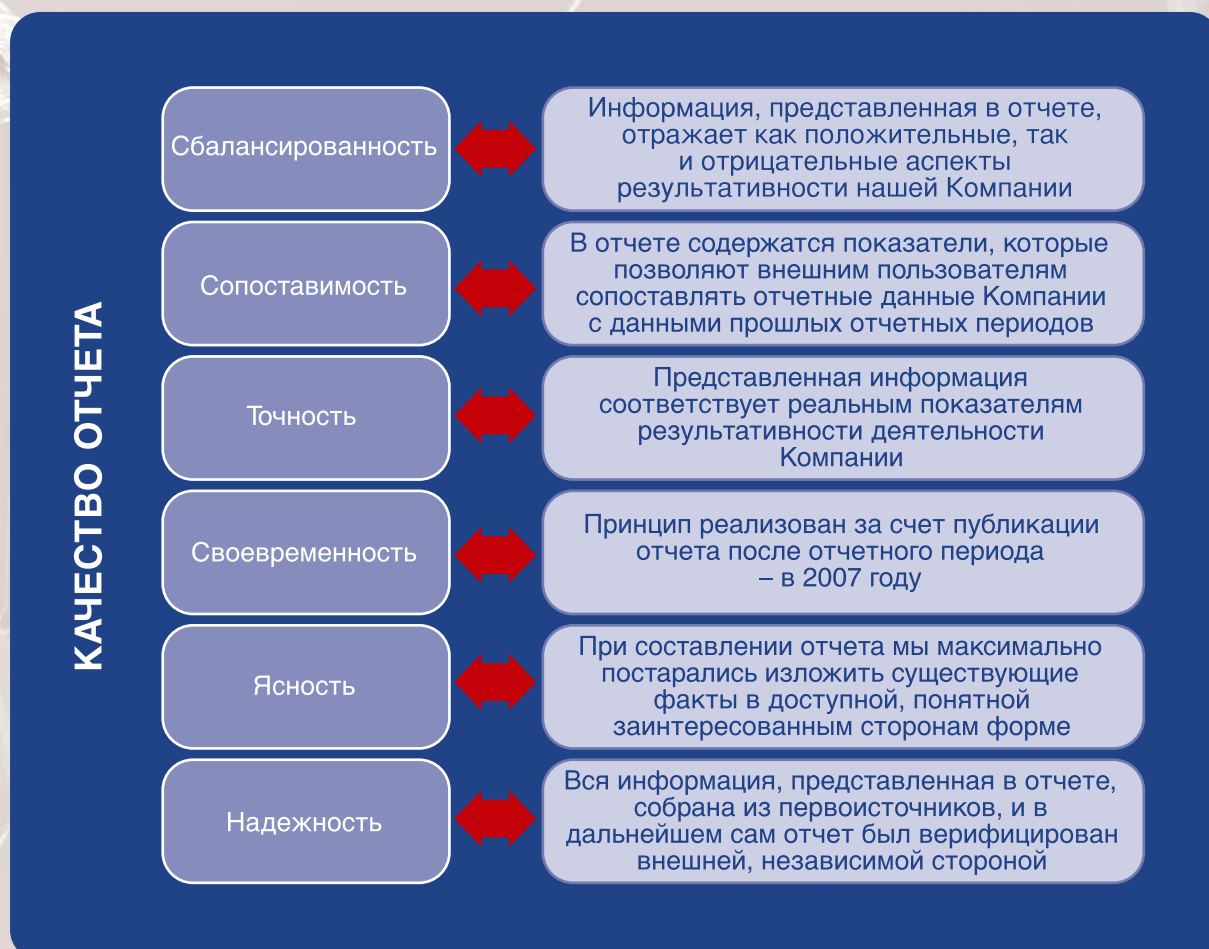 КАЧЕСТВО ОТЧЕТА
Сбалансированность
Информация, представленная в отчете,
отражает как положительные, так
и отрицательные аспекты
результативности нашей Компании
Сопоставимость
В отчете содержатся показатели, которые
позволяют внешним пользователям
сопоставлять отчетные данные Компании
с данными прошлых отчетных периодов
Точность
Представленная информация
соответствует реальным показателям
результативности деятельности
Компании
Своевременность
Принцип реализован за счет публикации
отчета после отчетного периода
– в 2007 году
Ясность
При составлении отчета мы максимально
постарались изложить существующие
факты в доступной, понятной
заинтересованным сторонам форме
Надежность
Вся информация, представленная в отчете,
собрана из первоисточников, и в
дальнейшем сам отчет был верифицирован
внешней, независимой стороной